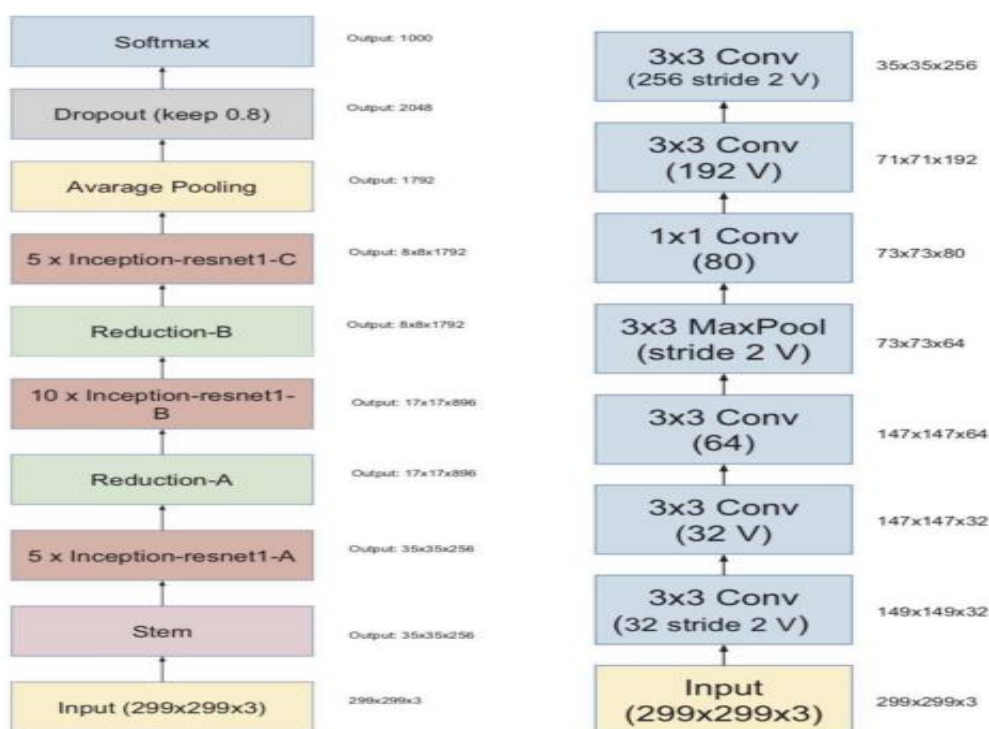 Softmax
Output: 1000
Dropout (keep 0.8)
Output: 2048
Avarage Pooling
Output: 1792
5 x Inception-resnet1-C
Output: 8x8x1792
Reduction-B
Output: 8x8x1792
10 x Inception-resnet1-
B
Output: 17x17x896
Reduction-A
Output: 17x17x896
5 x Inception-resnet1-A
Output: 35x35x256
Stem
Output: 35x35x256
Input (299x299x3)
299x299x3
3x3 Conv
(256 stride 2 V)
35x35x256
3x3 Conv
(192 V)
71x71x192
1x1 Conv
(80)
73x73x80
3x3 MaxPool
(stride 2 V)
73x73x64
3x3 Conv
(64)
147x147x64
3x3 Conv
(32 V)
147x147x32
3x3 Conv
(32 stride 2 V)
149x149x32
Input
(299x299x3)
299x299x3